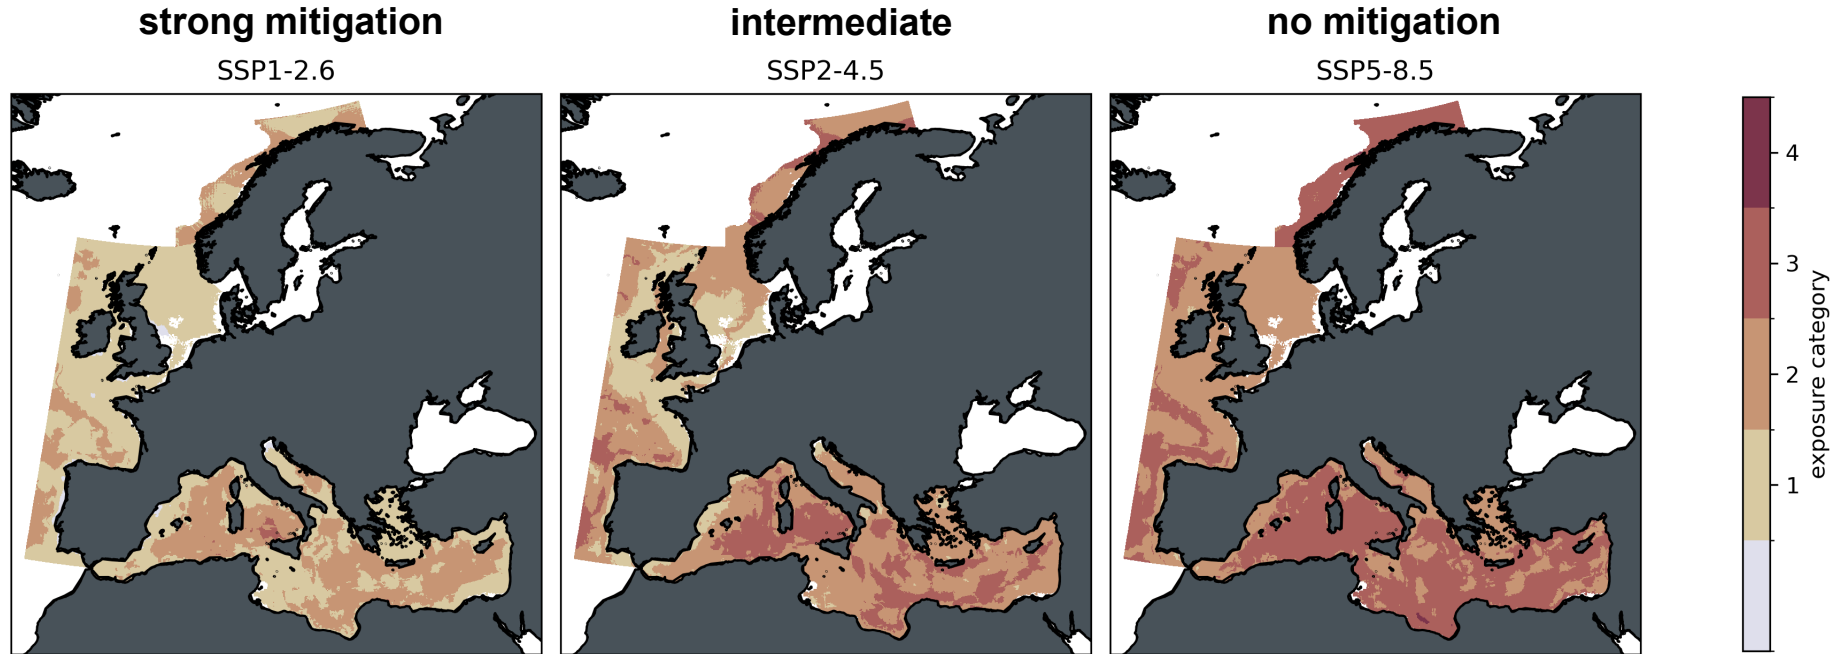 strong mitigation
intermediate
no mitigation
SSP1-2.6
SSP2-4.5
SSP5-8.5
4
3
2
1
exposure category